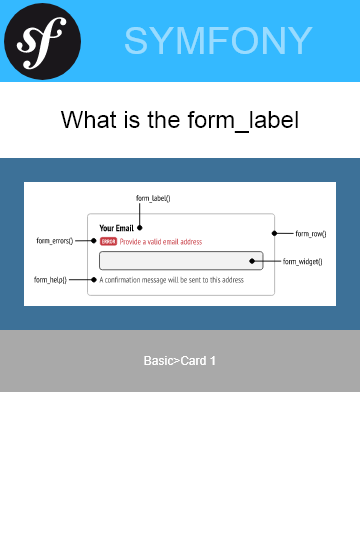 sf
SYMFONY
What is the form_label
form_label()
Your Email
form_errors()
ERROR Provide a valid email address
form_row()
form_widget()
form_help()
A confirmation message will be sent to this address
Basic>Card 1